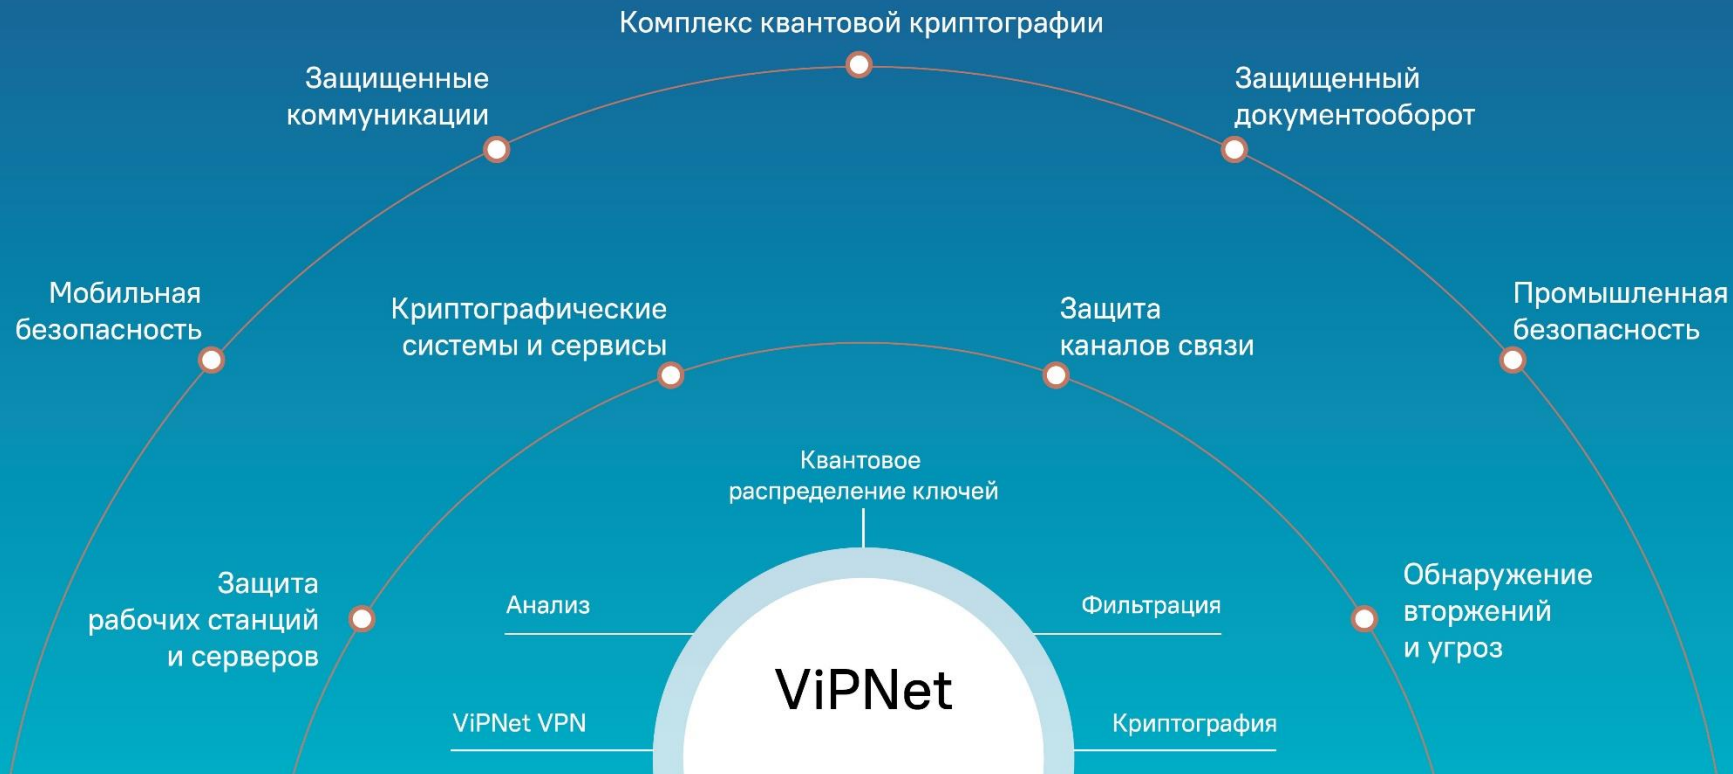 Комплекс квантовой криптографии
Защищенные
коммуникации
Защищенный
документооборот
Мобильная
безопасность
Криптографические
системы и сервисы
Защита
каналов связи
Промышленная
безопасность
Квантовое
распределение ключей
Защита
рабочих станций
и серверов
Анализ
Фильтрация
Обнаружение
вторжений
и угроз
ViPNet
ViPNet VPN
Криптография